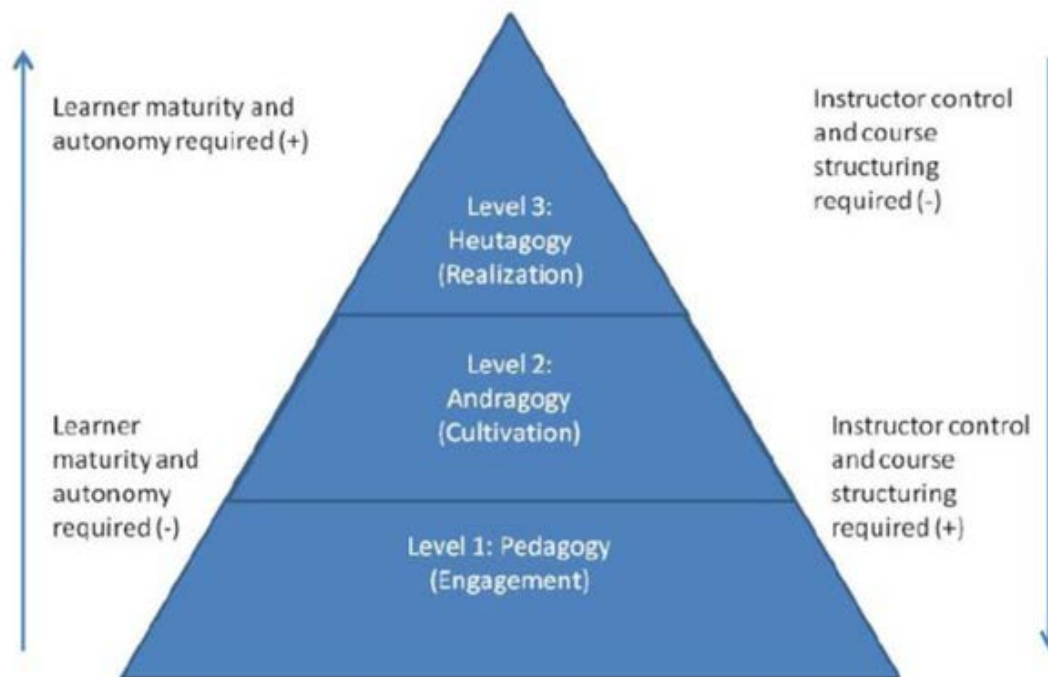 Learner maturity and
autonomy required (+)
Instructor control
and course
structuring
required (-)
Level 3:
Heutagogy
(Realization)
Level 2:
Andragogy
(Cultivation)
Learner
maturity and
autonomy
required (-)
Instructor control
and course
structuring
required (+)
Level 1: Pedagogy
(Engagement)